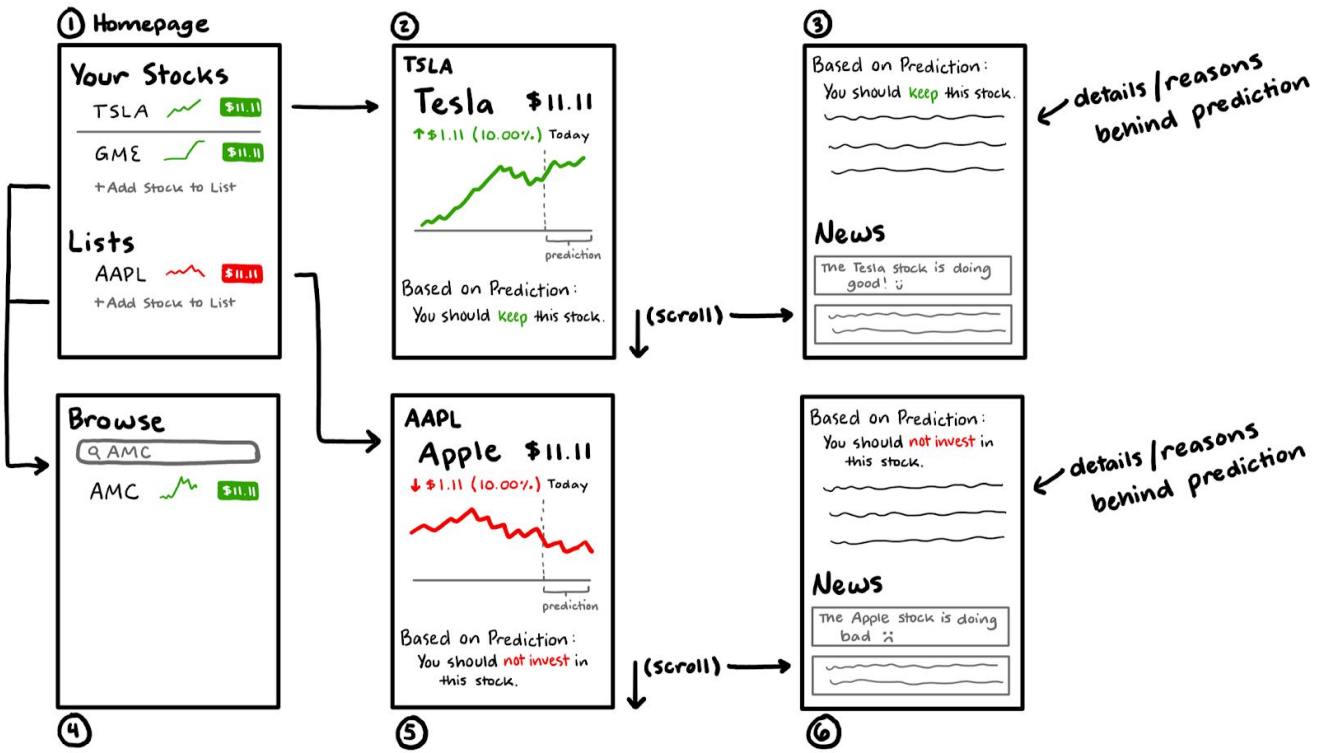 1 Homepage
Your Stocks
TSLA $11.11
GME $11.11
+Add Stock to List
Lists
AAPL $11.11
+Add Stock to List
2
TSLA
Tesla $11.11
↑$1.11 (10.00%) Today
prediction
Based on Prediction:
You should keep this stock.
(scroll)
3
Based on Prediction:
You should keep this stock.
News
The Tesla stock is doing
good! :)
details/reasons
behind prediction
Browse
AMC
AMC $11.11
4
AAPL
Apple $11.11
↓$1.11 (10.00%) Today
prediction
Based on Prediction:
You should not invest in
this stock.
(scroll)
5
Based on Prediction:
You should not invest in
this stock.
News
The Apple stock is doing
bad :(
6
details/reasons
behind prediction